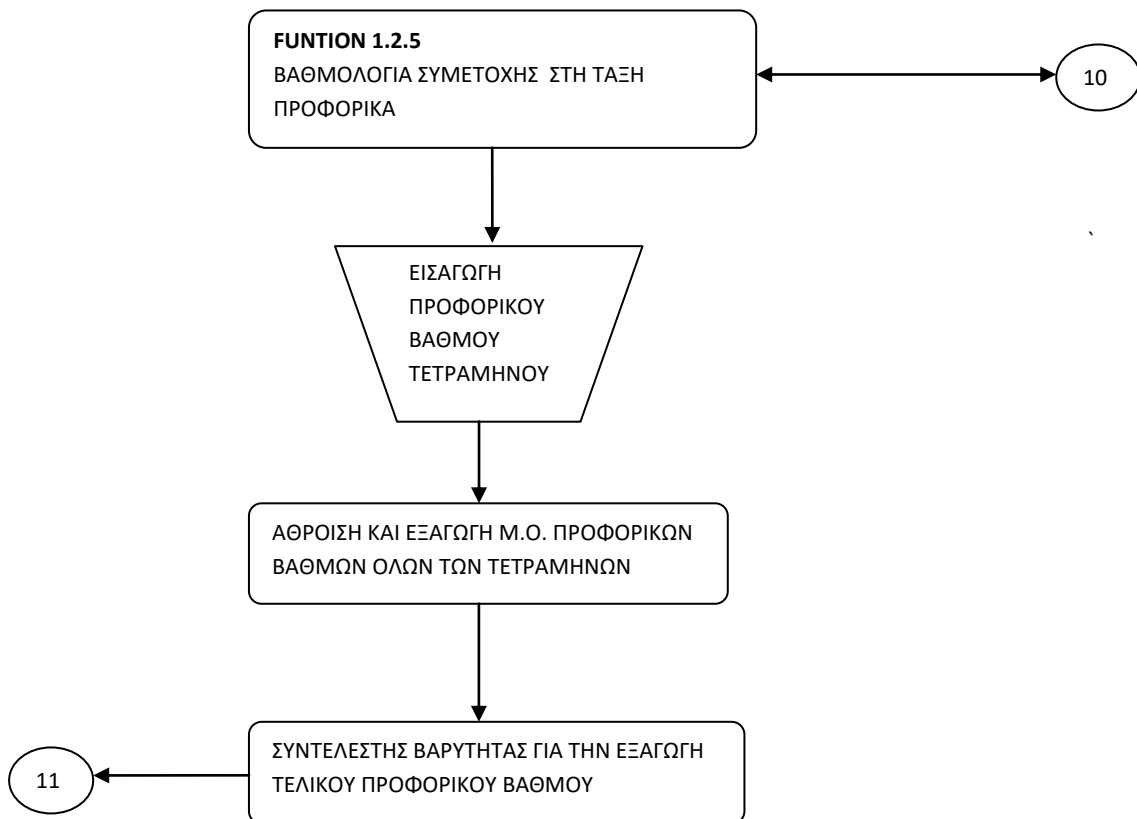 FUNTION 1.2.5
ΒΑΘΜΟΛΟΓΙΑ ΣΥΜΕΤΟΧΗΣ ΣΤΗ ΤΑΞΗ
ΠΡΟΦΟΡΙΚΑ
10
`
ΕΙΣΑΓΩΓΗ
ΠΡΟΦΟΡΙΚΟΥ
ΒΑΘΜΟΥ
ΤΕΤΡΑΜΗΝΟΥ
ΑΘΡΟΙΣΗ ΚΑΙ ΕΞΑΓΩΓΗ Μ.Ο. ΠΡΟΦΟΡΙΚΩΝ
ΒΑΘΜΩΝ ΟΛΩΝ ΤΩΝ ΤΕΤΡΑΜΗΝΩΝ
ΣΥΝΤΕΛΕΣΤΗΣ ΒΑΡΥΤΗΤΑΣ ΓΙΑ ΤΗΝ ΕΞΑΓΩΓΗ
ΤΕΛΙΚΟΥ ΠΡΟΦΟΡΙΚΟΥ ΒΑΘΜΟΥ
11